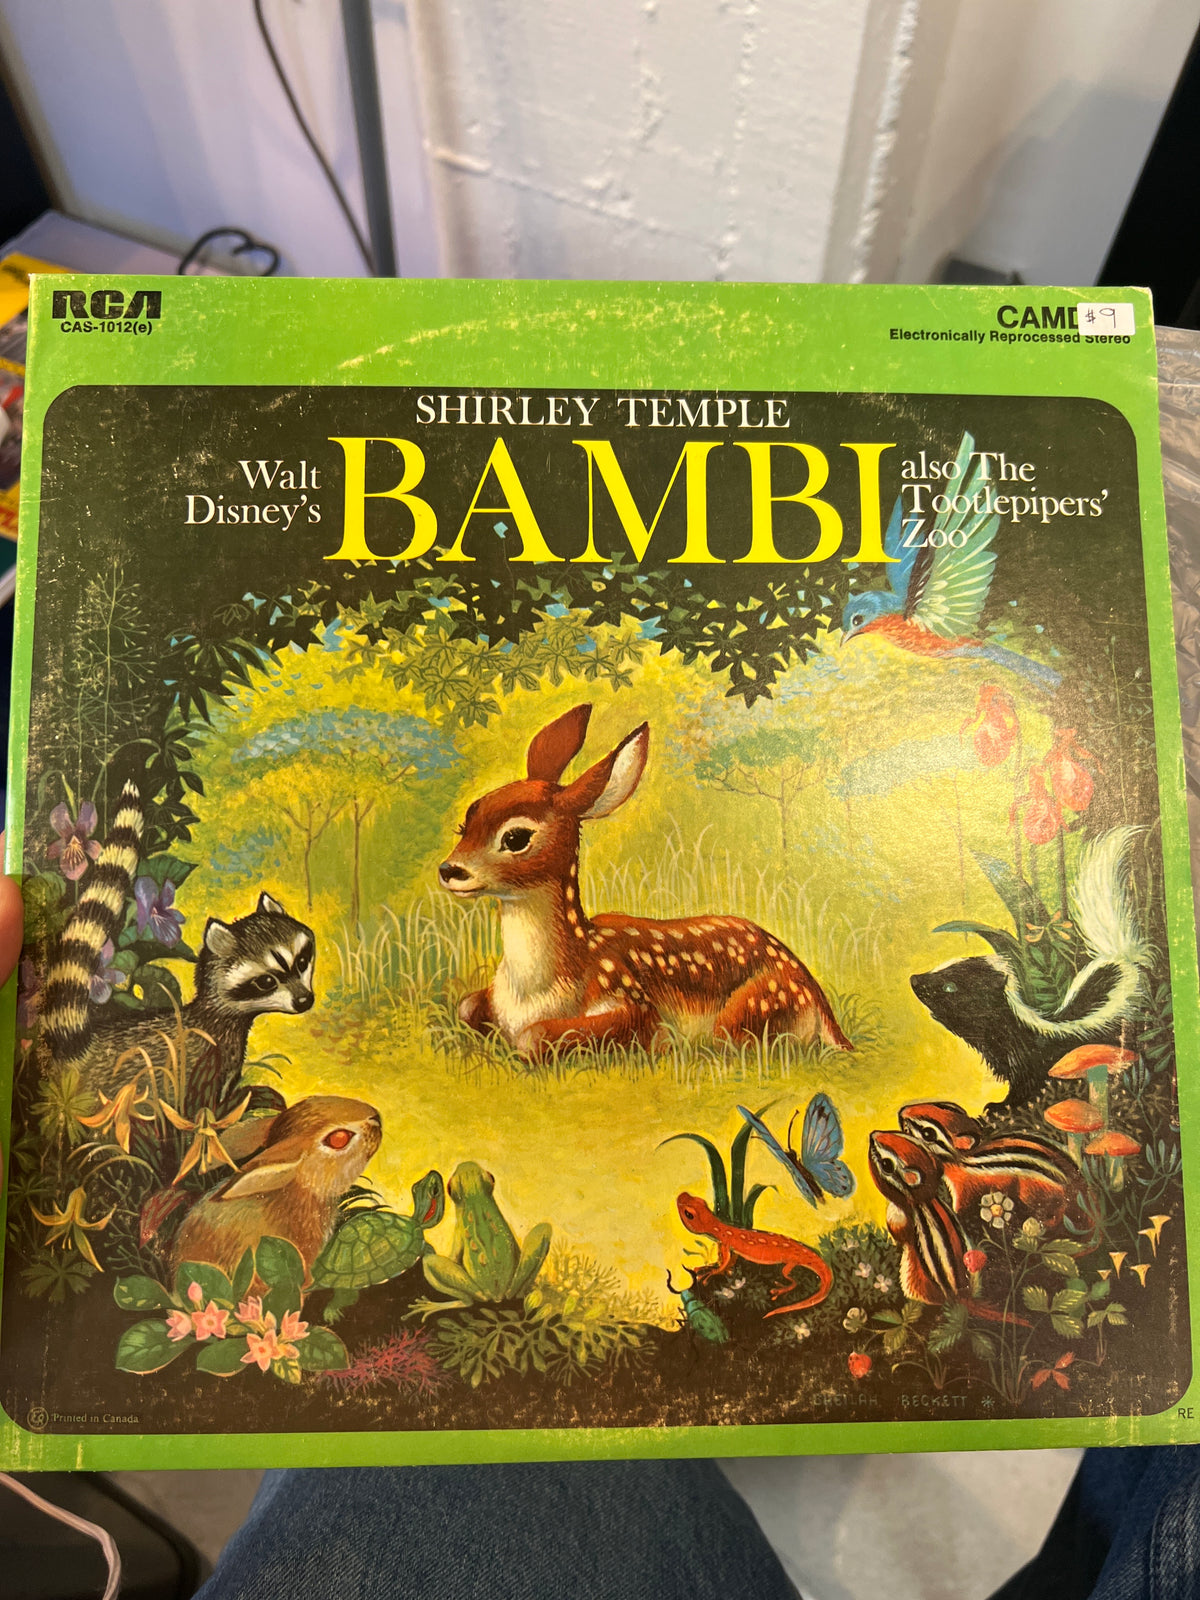 RCA
CAS-1012(e)
CAMD
$9
Electronically Reprocessed Stereo
SHIRLEY TEMPLE
Walt
Disney's
BAMBI
also The
Tootlepipers'
Zoo
Printed in Canada
BECKETT
RE